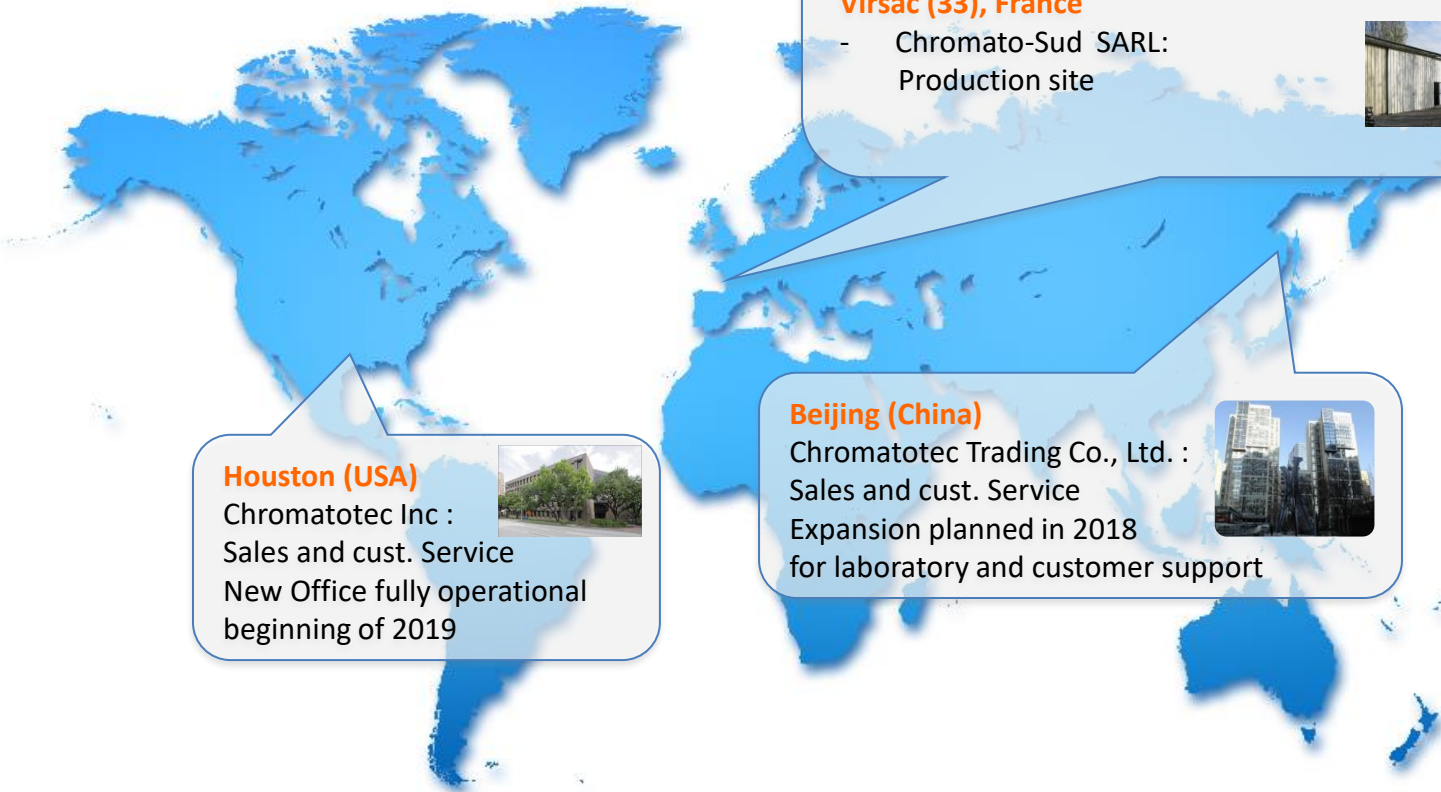 Virsac (33), France
- Chromato-Sud SARL:
Production site
Beijing (China)
Chromatotec Trading Co., Ltd. :
Sales and cust. Service
Expansion planned in 2018
for laboratory and customer support
Houston (USA)
Chromatotec Inc :
Sales and cust. Service
New Office fully operational
beginning of 2019